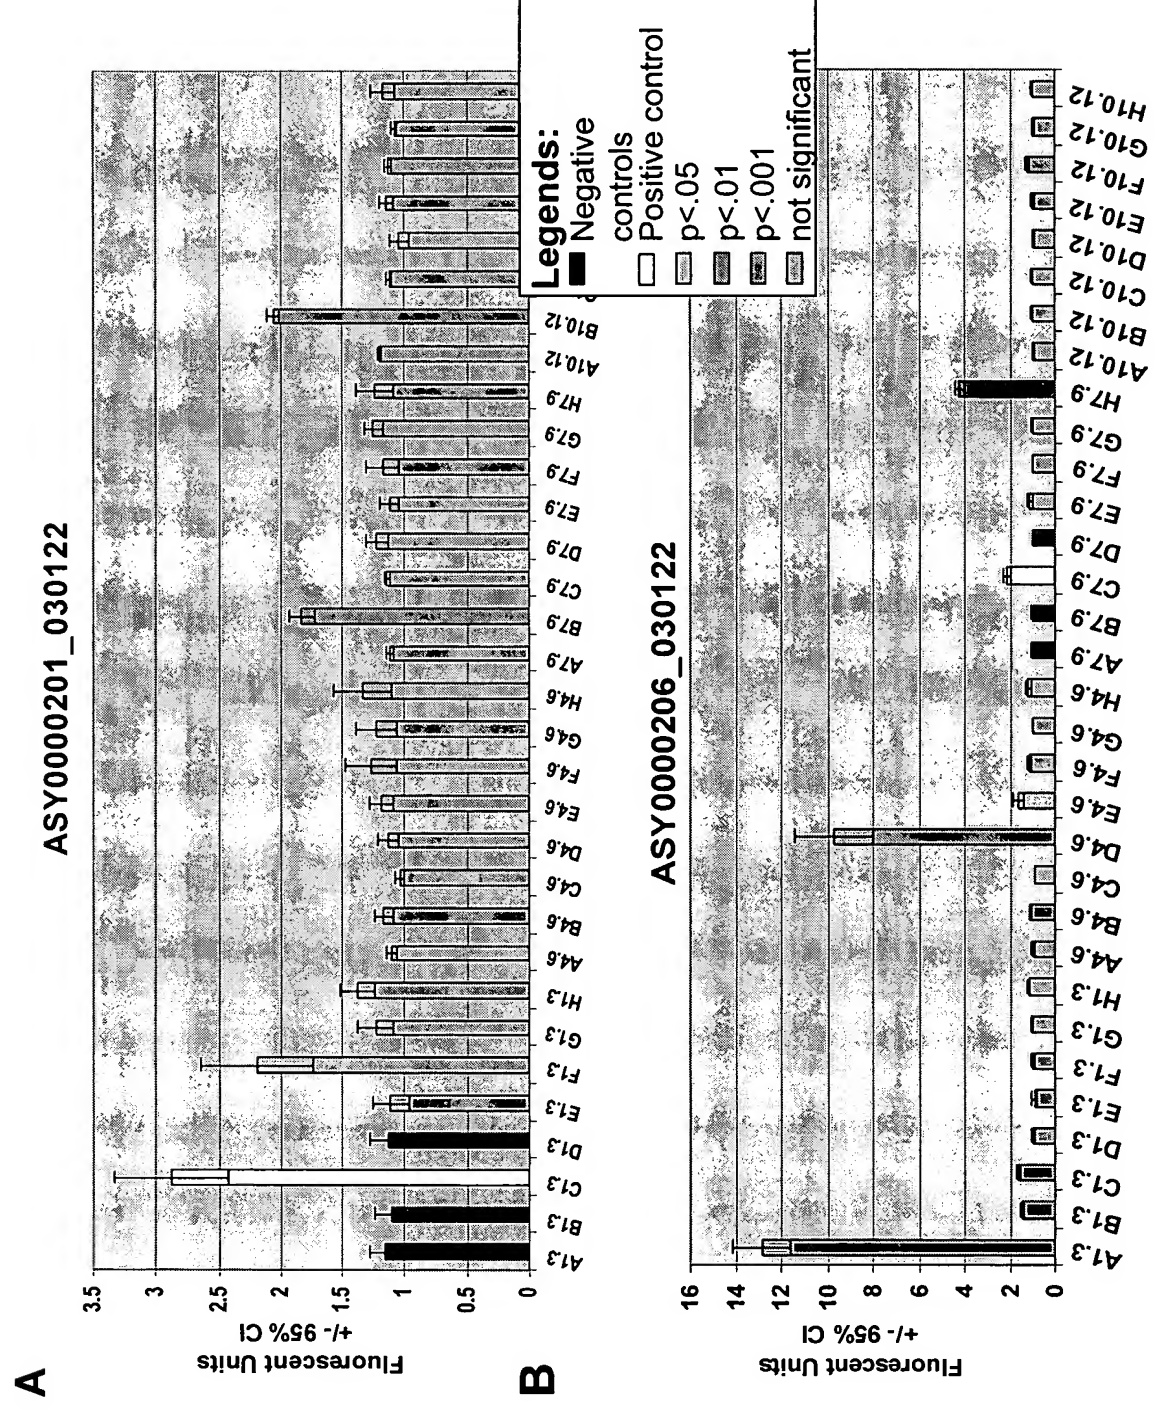 A
ASY000201_030122
Fluorescent Units
+/- 95% CI
3.5
3
2.5
2
1.5
1
0.5
0
A1.3
B1.3
C1.3
D1.3
E1.3
F1.3
G1.3
H1.3
A4.6
B4.6
C4.6
D4.6
E4.6
F4.6
G4.6
H4.6
A7.9
B7.9
C7.9
D7.9
E7.9
F7.9
G7.9
H7.9
A10.12
B10.12
Legends:
Negative
controls
Positive control
p<.05
p<.01
p<.001
not significant
B
ASY000206_030122
Fluorescent Units
+/- 95% CI
16
14
12
10
8
6
4
2
0
A1.3
B1.3
C1.3
D1.3
E1.3
F1.3
G1.3
H1.3
A4.6
B4.6
C4.6
D4.6
E4.6
F4.6
G4.6
H4.6
A7.9
B7.9
C7.9
D7.9
E7.9
F7.9
G7.9
H7.9
A10.12
B10.12
C10.12
D10.12
E10.12
F10.12
G10.12
H10.12